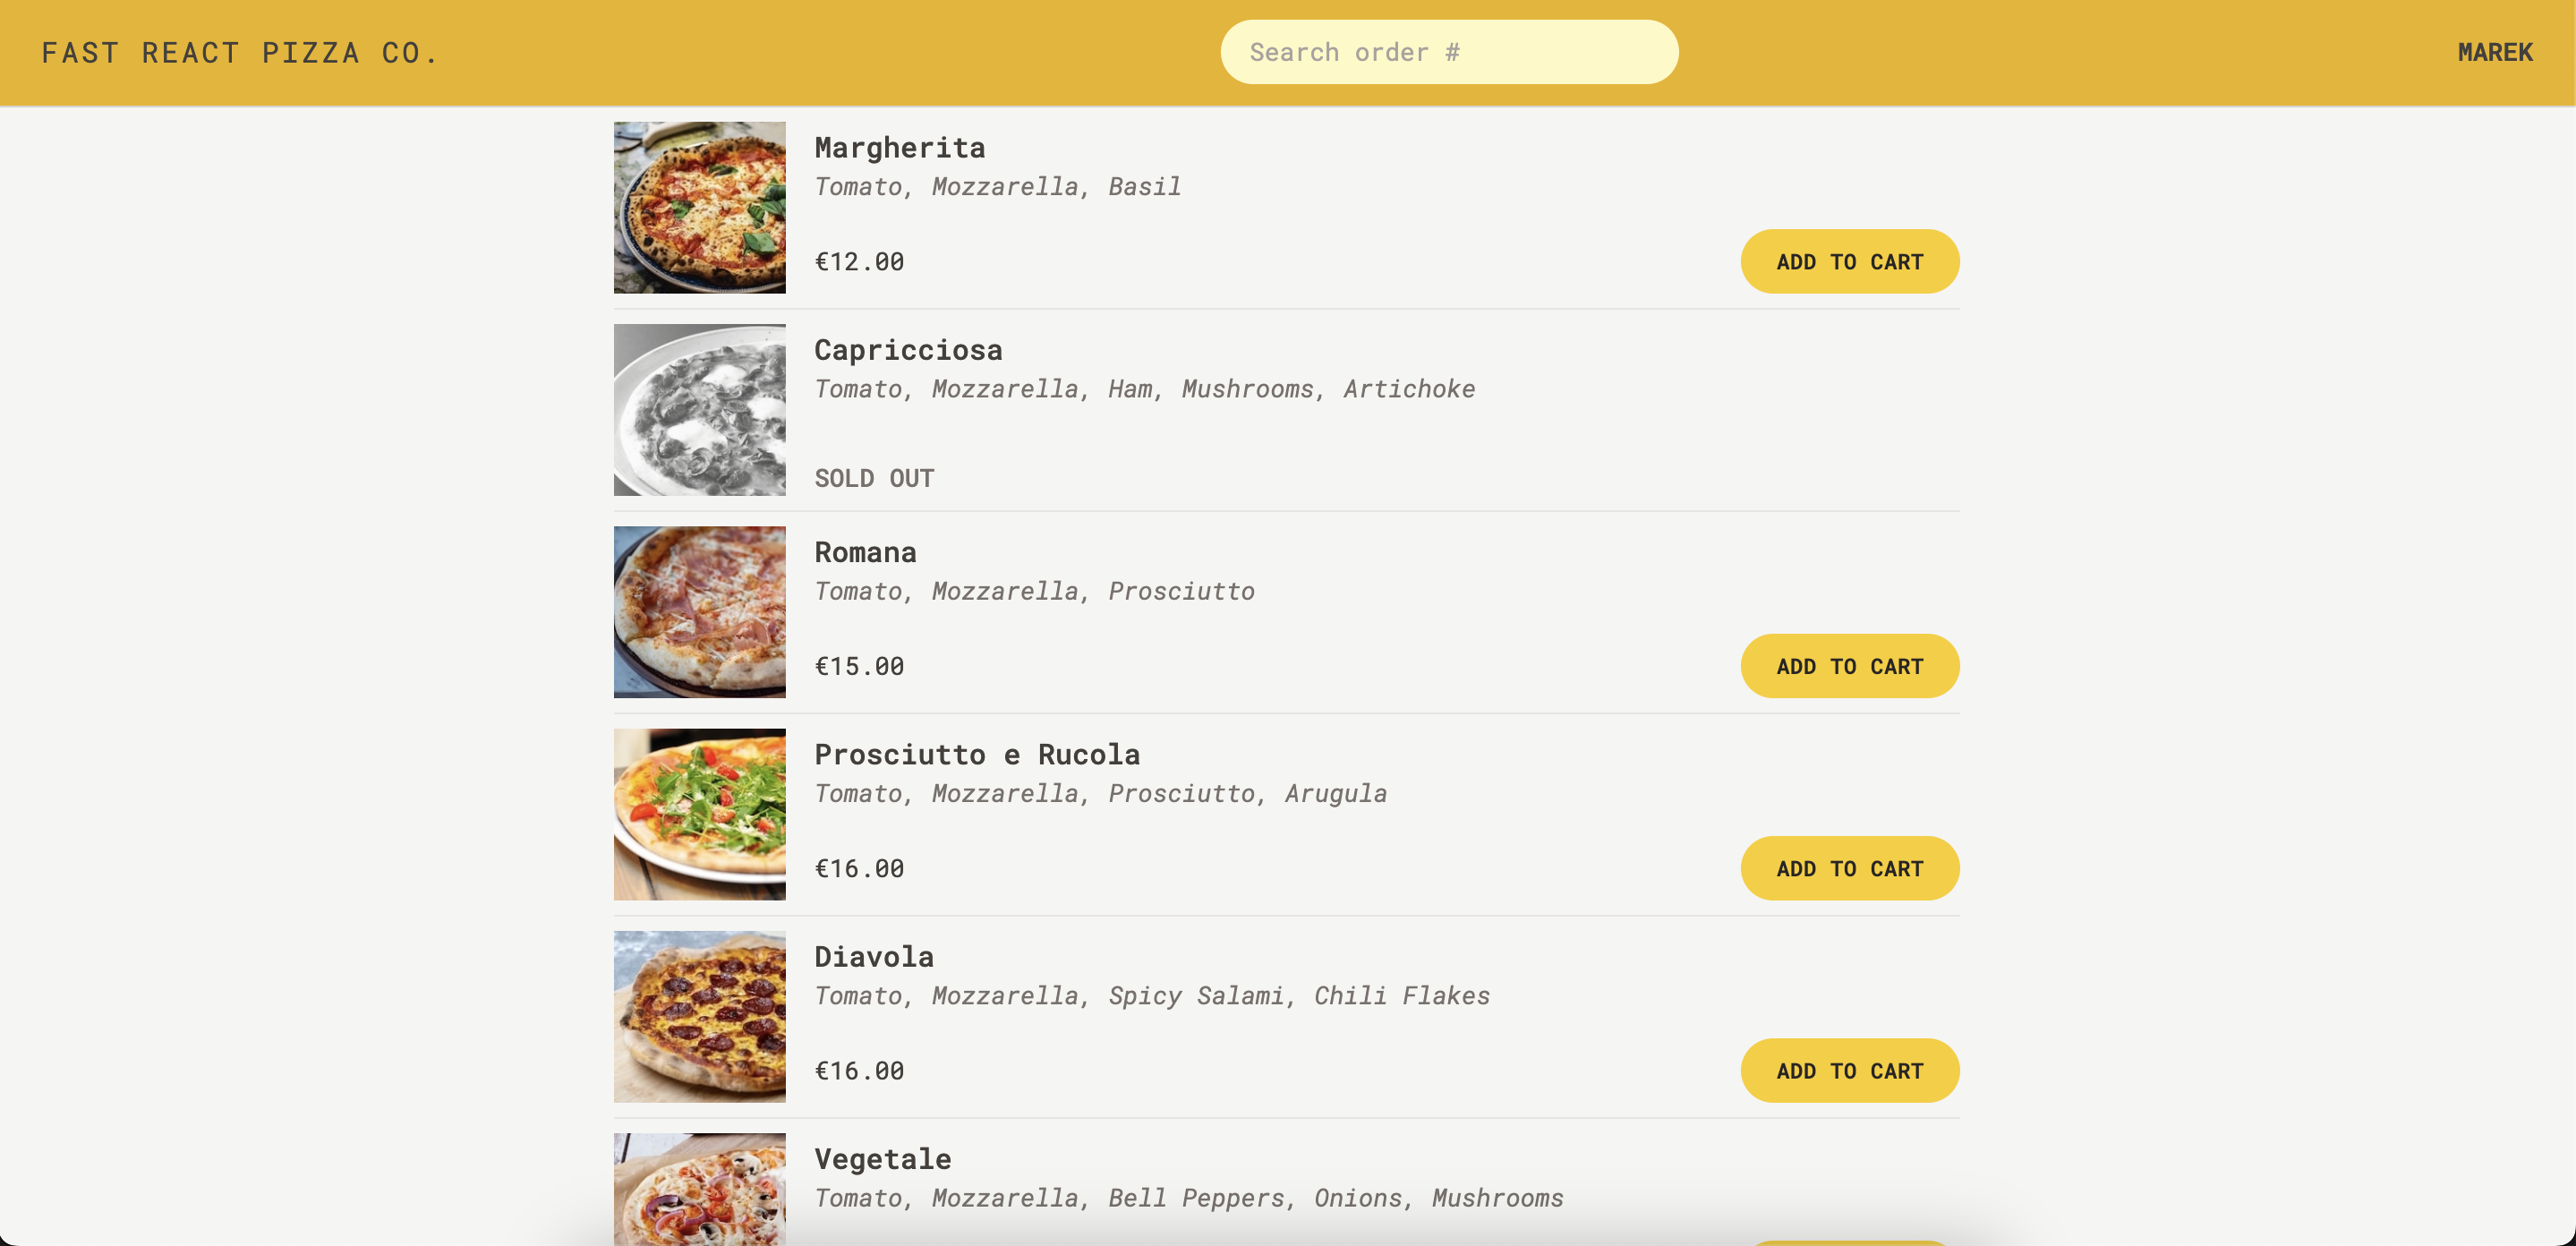 FAST REACT PIZZA CO.
Search order #
MAREK
Margherita
Tomato, Mozzarella, Basil
€12.00
ADD TO CART
Capricciosa
Tomato, Mozzarella, Ham, Mushrooms, Artichoke
SOLD OUT
Romana
Tomato, Mozzarella, Prosciutto
€15.00
ADD TO CART
Prosciutto e Rucola
Tomato, Mozzarella, Prosciutto, Arugula
€16.00
ADD TO CART
Diavola
Tomato, Mozzarella, Spicy Salami, Chili Flakes
€16.00
ADD TO CART
Vegetale
Tomato, Mozzarella, Bell Peppers, Onions, Mushrooms